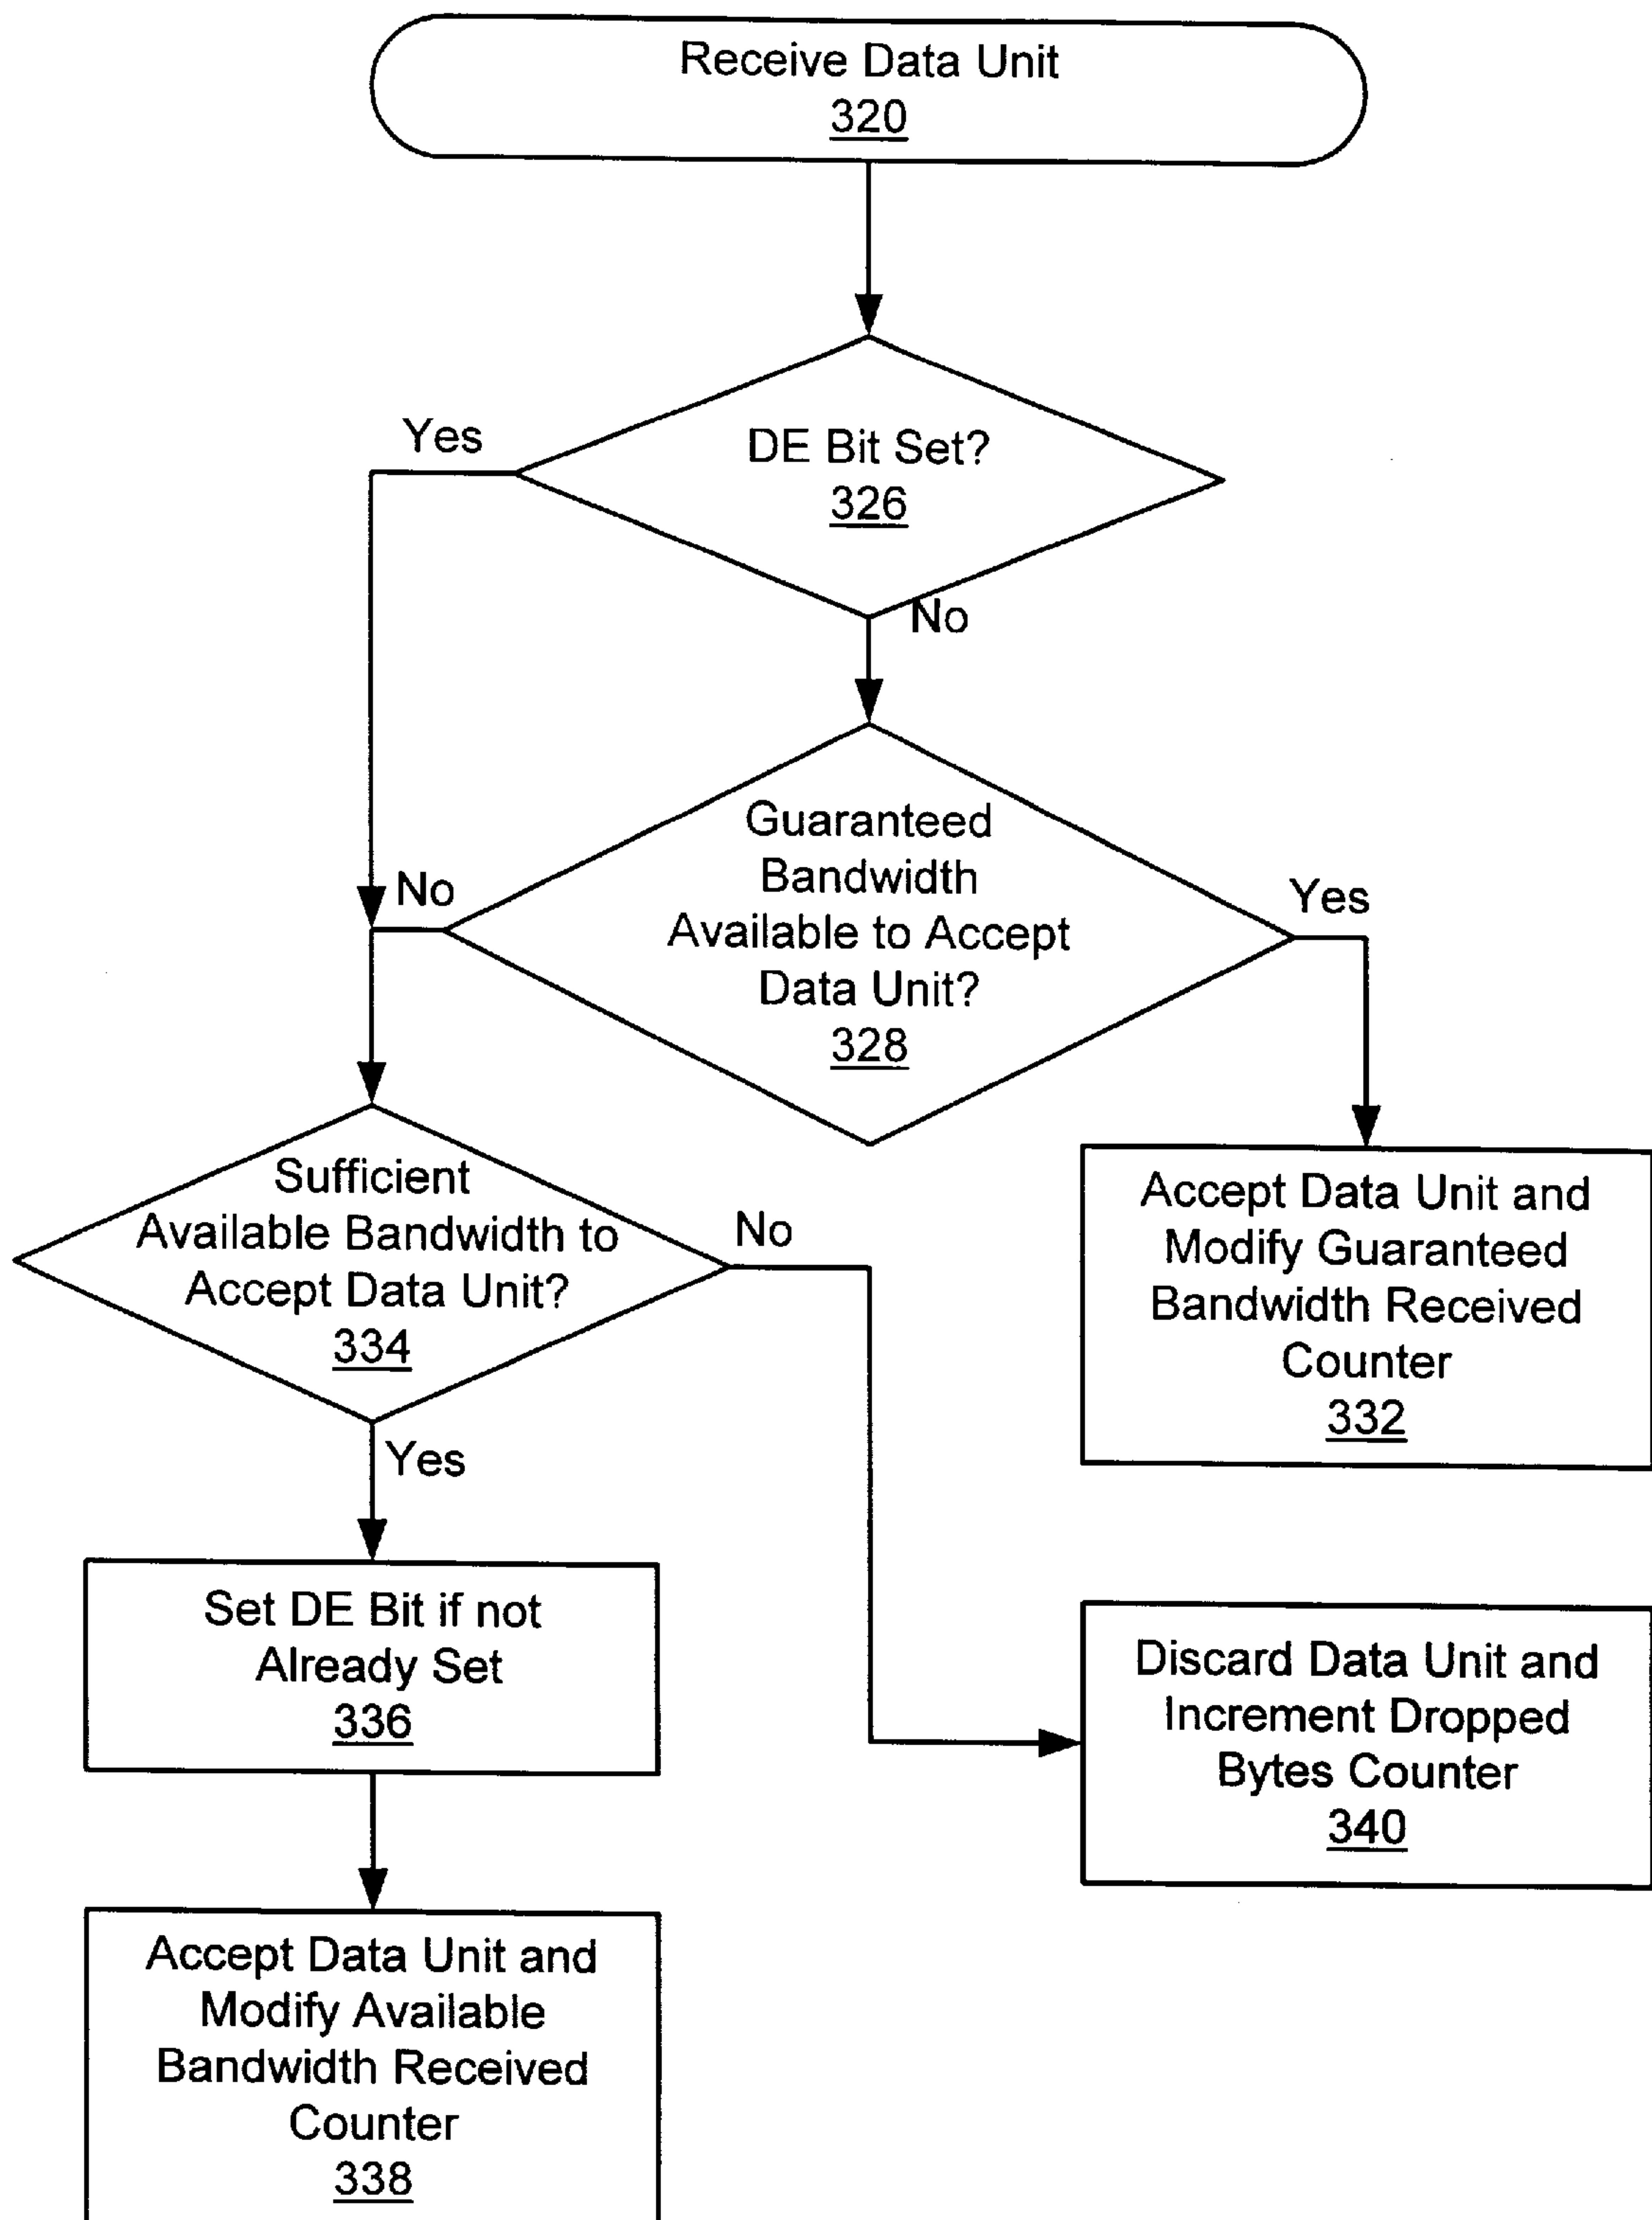 Receive Data Unit
320
Yes
DE Bit Set?
326
No
Guaranteed
Bandwidth
Available to Accept
Data Unit?
328
No
Yes
Sufficient
Available Bandwidth to
Accept Data Unit?
334
No
Accept Data Unit and
Modify Guaranteed
Bandwidth Received
Counter
332
Yes
Set DE Bit if not
Already Set
336
Discard Data Unit and
Increment Dropped
Bytes Counter
340
Accept Data Unit and
Modify Available
Bandwidth Received
Counter
338